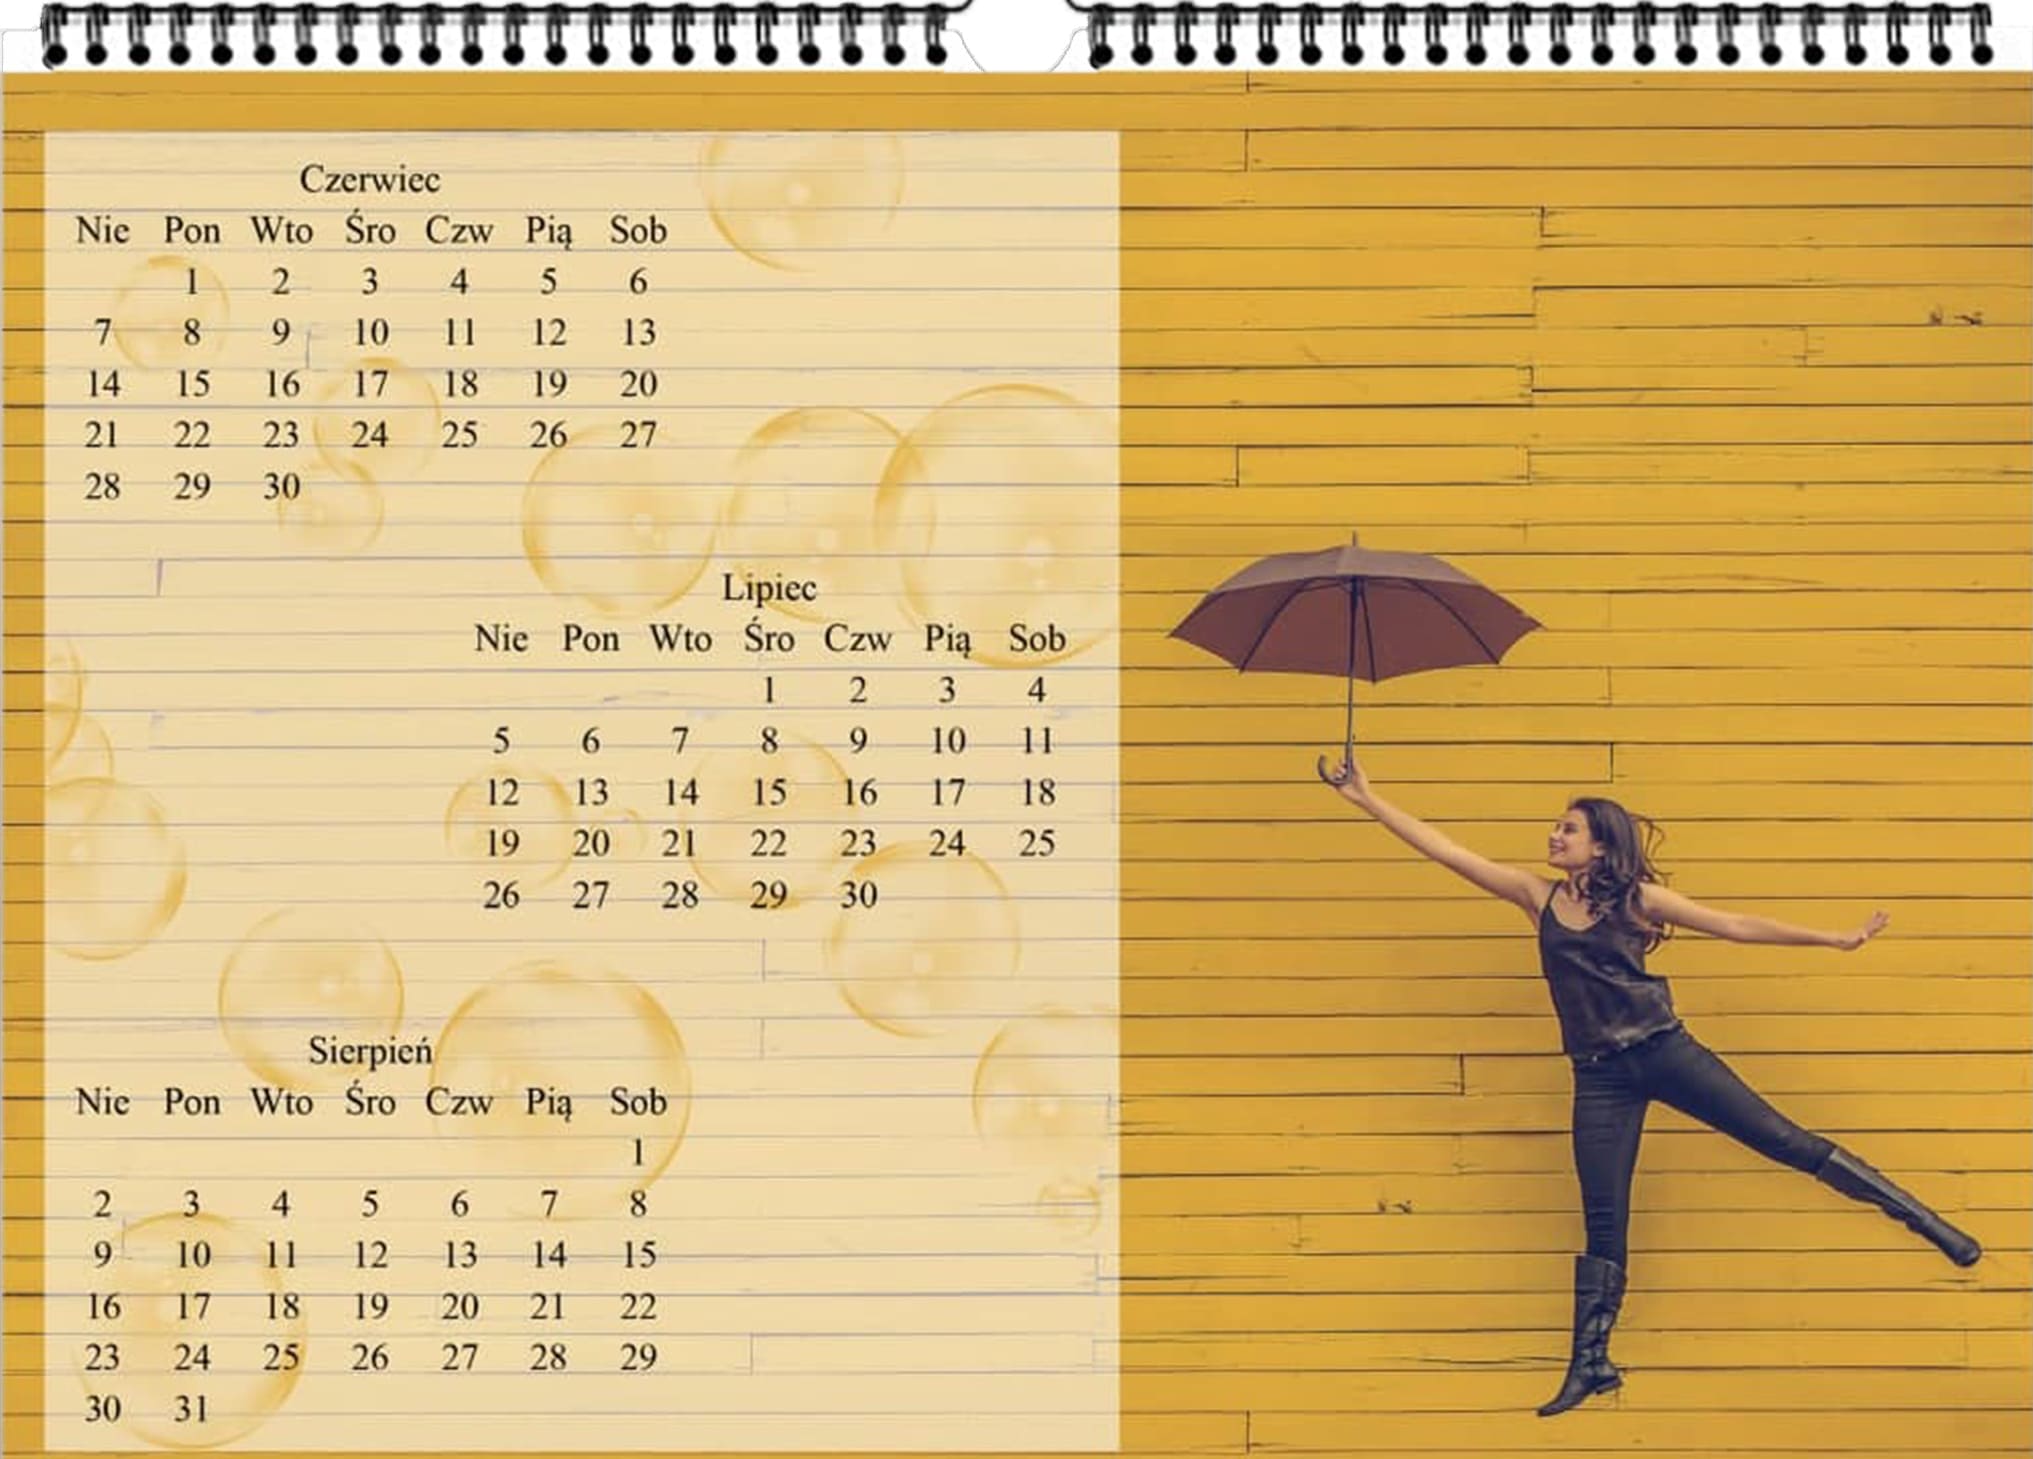 Czerwiec
Nie Pon Wto Śro Czw Pią Sob
1 2 3 4 5 6
7 8 9 10 11 12 13
14 15 16 17 18 19 20
21 22 23 24 25 26 27
28 29 30
Lipiec
Nie Pon Wto Śro Czw Pią Sob
1 2 3 4
5 6 7 8 9 10 11
12 13 14 15 16 17 18
19 20 21 22 23 24 25
26 27 28 29 30
Sierpień
Nie Pon Wto Śro Czw Pią Sob
1
2 3 4 5 6 7 8
9 10 11 12 13 14 15
16 17 18 19 20 21 22
23 24 25 26 27 28 29
30 31